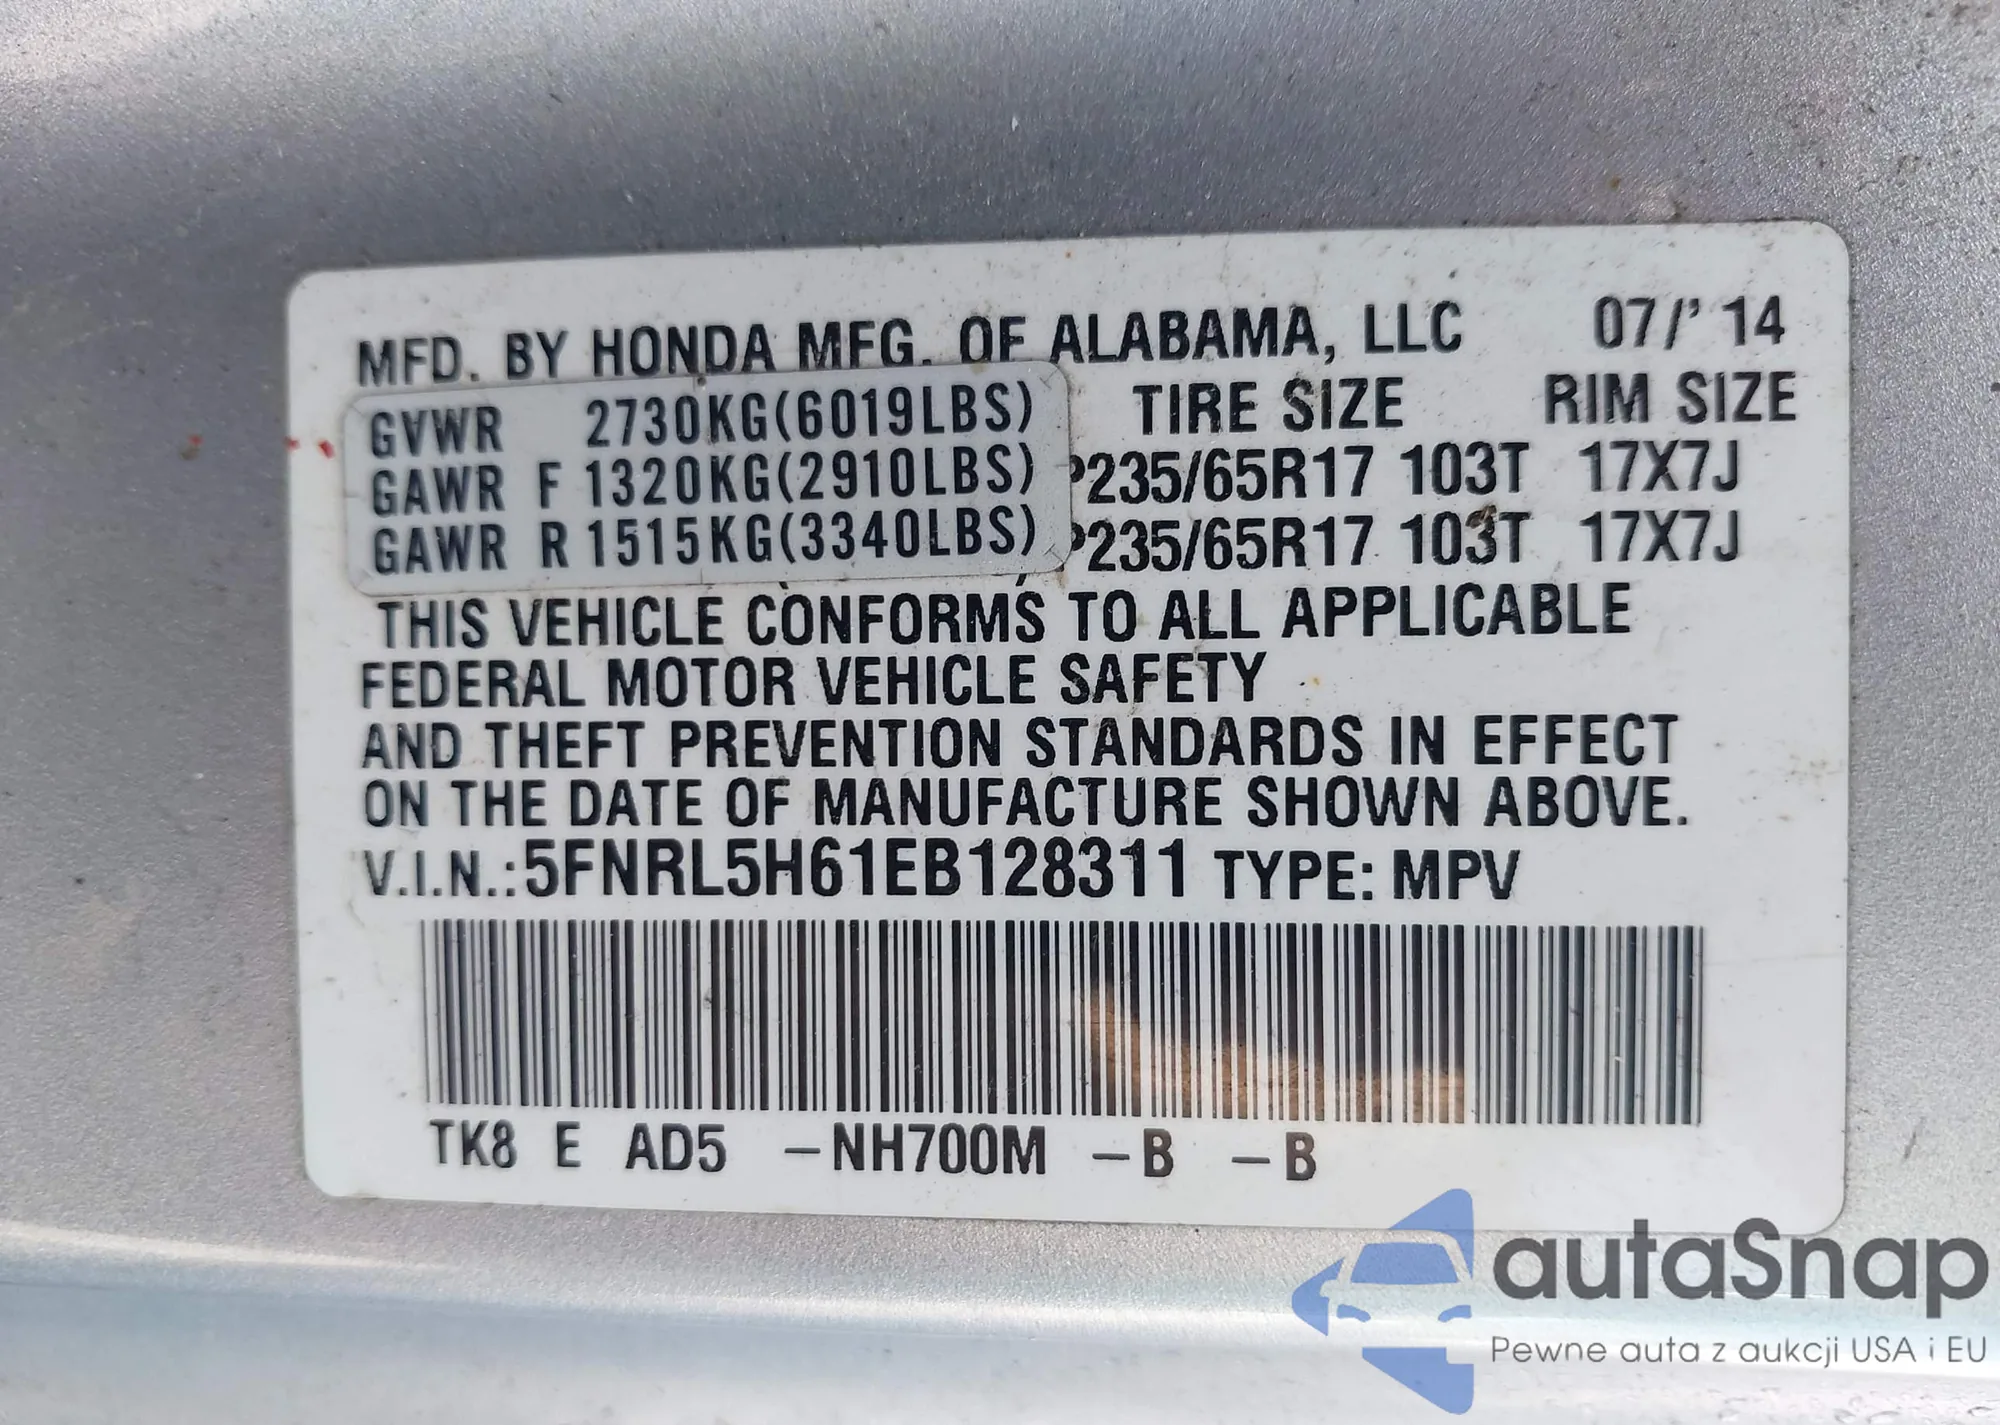 MFD. BY HONDA MFG. OF ALABAMA, LLC 07/'14
TIRE SIZE RIM SIZE
GVWR 2730KG(6019LBS)
GAWR F 1320KG(2910LBS) P235/65R17 103T 17X7J
GAWR R 1515KG(3340LBS) P235/65R17 103T 17X7J
THIS VEHICLE CONFORMS TO ALL APPLICABLE
FEDERAL MOTOR VEHICLE SAFETY
AND THEFT PREVENTION STANDARDS IN EFFECT
ON THE DATE OF MANUFACTURE SHOWN ABOVE.
V.I.N.:5FNRL5H61EB128311 TYPE: MPV
TK8 E AD5 –NH700M –B –B
autaSnap
Pewne auta z aukcji USA i EU